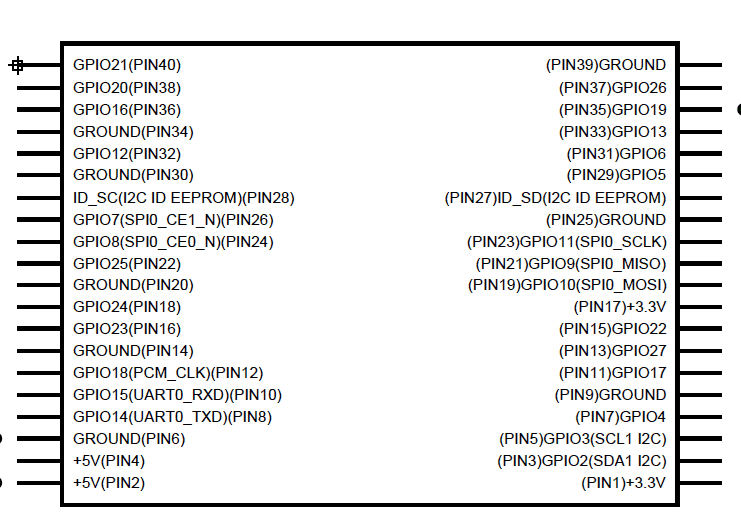 GPIO21(PIN40) (PIN39)GROUND
GPIO20(PIN38) (PIN37)GPIO26
GPIO16(PIN36) (PIN35)GPIO19
GROUND(PIN34) (PIN33)GPIO13
GPIO12(PIN32) (PIN31)GPIO6
GROUND(PIN30) (PIN29)GPIO5
ID_SC(I2C ID EEPROM)(PIN28) (PIN27)ID_SD(I2C ID EEPROM)
GPIO7(SPI0_CE1_N)(PIN26) (PIN25)GROUND
GPIO8(SPI0_CE0_N)(PIN24) (PIN23)GPIO11(SPI0_SCLK)
GPIO25(PIN22) (PIN21)GPIO9(SPI0_MISO)
GROUND(PIN20) (PIN19)GPIO10(SPI0_MOSI)
GPIO24(PIN18) (PIN17)+3.3V
GPIO23(PIN16) (PIN15)GPIO22
GROUND(PIN14) (PIN13)GPIO27
GPIO18(PCM_CLK)(PIN12) (PIN11)GPIO17
GPIO15(UART0_RXD)(PIN10) (PIN9)GROUND
GPIO14(UART0_TXD)(PIN8) (PIN7)GPIO4
GROUND(PIN6) (PIN5)GPIO3(SCL1 I2C)
+5V(PIN4) (PIN3)GPIO2(SDA1 I2C)
+5V(PIN2) (PIN1)+3.3V